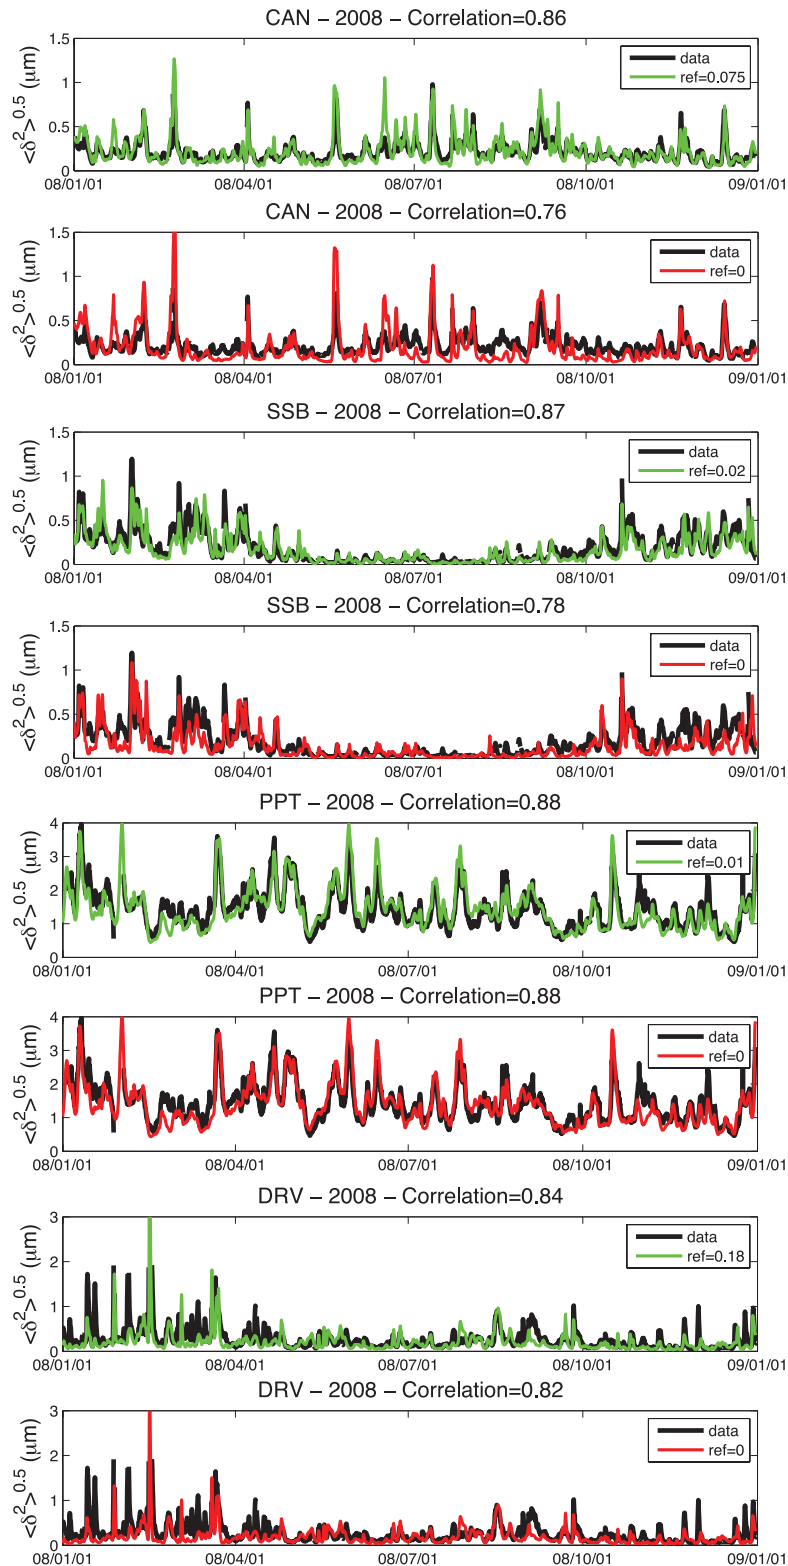 CAN − 2008 − Correlation=0.86
<δ²>^0.5 (μm)
1.5
1
0.5
0
data
ref=0.075
08/01/01 08/04/01 08/07/01 08/10/01 09/01/01
CAN − 2008 − Correlation=0.76
<δ²>^0.5 (μm)
1.5
1
0.5
0
data
ref=0
08/01/01 08/04/01 08/07/01 08/10/01 09/01/01
SSB − 2008 − Correlation=0.87
<δ²>^0.5 (μm)
1.5
1
0.5
0
data
ref=0.02
08/01/01 08/04/01 08/07/01 08/10/01 09/01/01
SSB − 2008 − Correlation=0.78
<δ²>^0.5 (μm)
1.5
1
0.5
0
data
ref=0
08/01/01 08/04/01 08/07/01 08/10/01 09/01/01
PPT − 2008 − Correlation=0.88
<δ²>^0.5 (μm)
4
3
2
1
0
data
ref=0.01
08/01/01 08/04/01 08/07/01 08/10/01 09/01/01
PPT − 2008 − Correlation=0.88
<δ²>^0.5 (μm)
4
3
2
1
0
data
ref=0
08/01/01 08/04/01 08/07/01 08/10/01 09/01/01
DRV − 2008 − Correlation=0.84
<δ²>^0.5 (μm)
3
2
1
0
data
ref=0.18
08/01/01 08/04/01 08/07/01 08/10/01 09/01/01
DRV − 2008 − Correlation=0.82
<δ²>^0.5 (μm)
3
2
1
0
data
ref=0
08/01/01 08/04/01 08/07/01 08/10/01 09/01/01